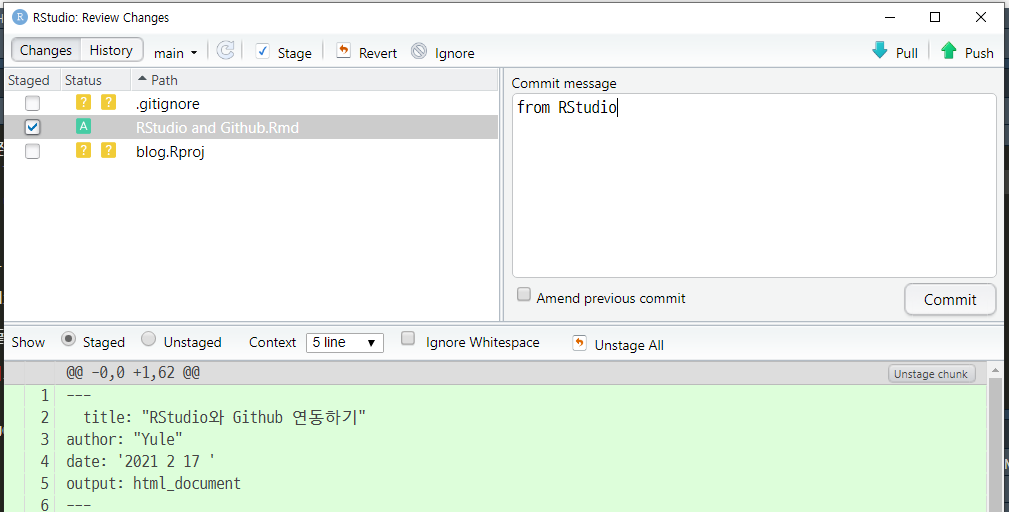 RStudio: Review Changes
Changes History main Stage Revert Ignore Pull Push
Staged Status Path
? ? .gitignore
A RStudio and Github.Rmd
? ? blog.Rproj
Commit message
from RStudio
Amend previous commit
Commit
Show Staged Unstaged Context 5 line Ignore Whitespace Unstage All
@@ -0,0 +1,62 @@ Unstage chunk
1 ---
2 title: "RStudio와 Github 연동하기"
3 author: "Yule"
4 date: '2021 2 17 '
5 output: html_document
6 ---